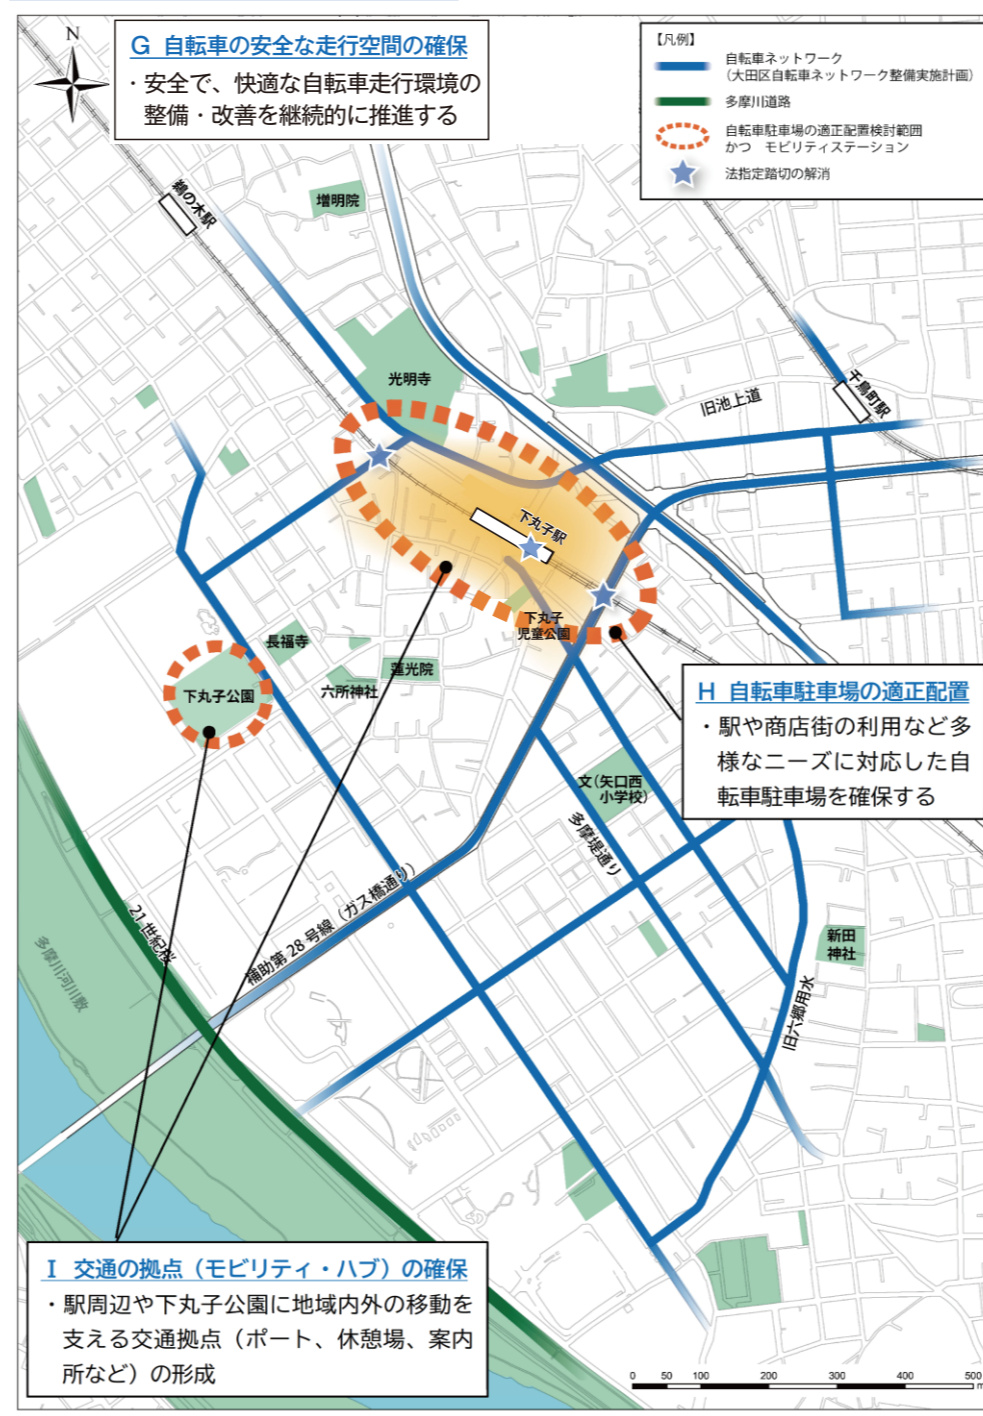 N
G 自転車の安全な走行空間の確保
・安全で、快適な自転車走行環境の
整備・改善を継続的に推進する
【凡例】
自転車ネットワーク
（大田区自転車ネットワーク整備実施計画）
多摩川道路
自転車駐車場の適正配置検討範囲
かつ モビリティステーション
法指定踏切の解消
鵜の木駅
増明院
光明寺
旧池上道
千鳥町駅
下丸子駅
下丸子
児童公園
長福寺
蓮光院
六所神社
下丸子公園
H 自転車駐車場の適正配置
・駅や商店街の利用など多
様なニーズに対応した自
転車駐車場を確保する
文（矢口西
小学校）
多摩堤通り
補助第28号線（ガス橋通り）
21世紀桜
多摩川河川敷
新田
神社
旧六郷用水
I 交通の拠点（モビリティ・ハブ）の確保
・駅周辺や下丸子公園に地域内外の移動を
支える交通拠点（ポート、休憩場、案内
所など）の形成
0 50 100 200 300 400 500
m